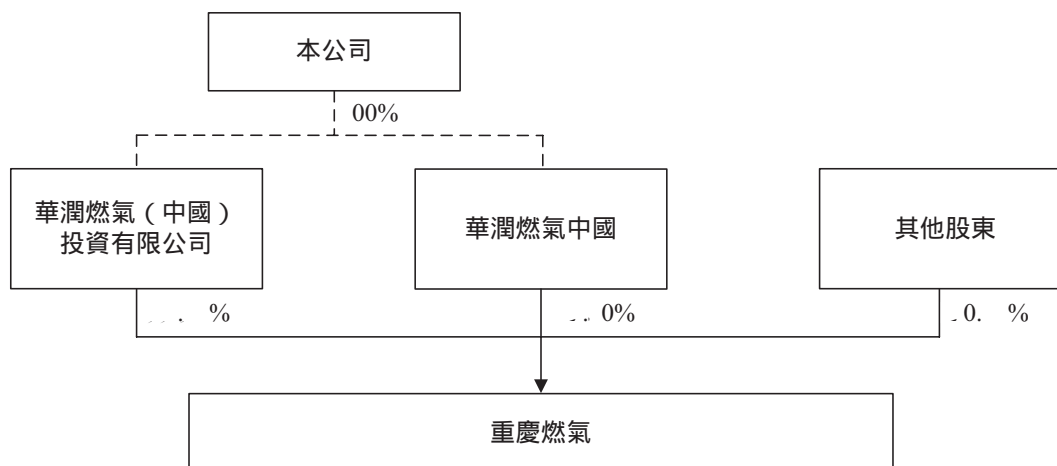 本公司
00%
華潤燃氣（中國）
投資有限公司
華潤燃氣中國
其他股東
%
0%
0. %
重慶燃氣